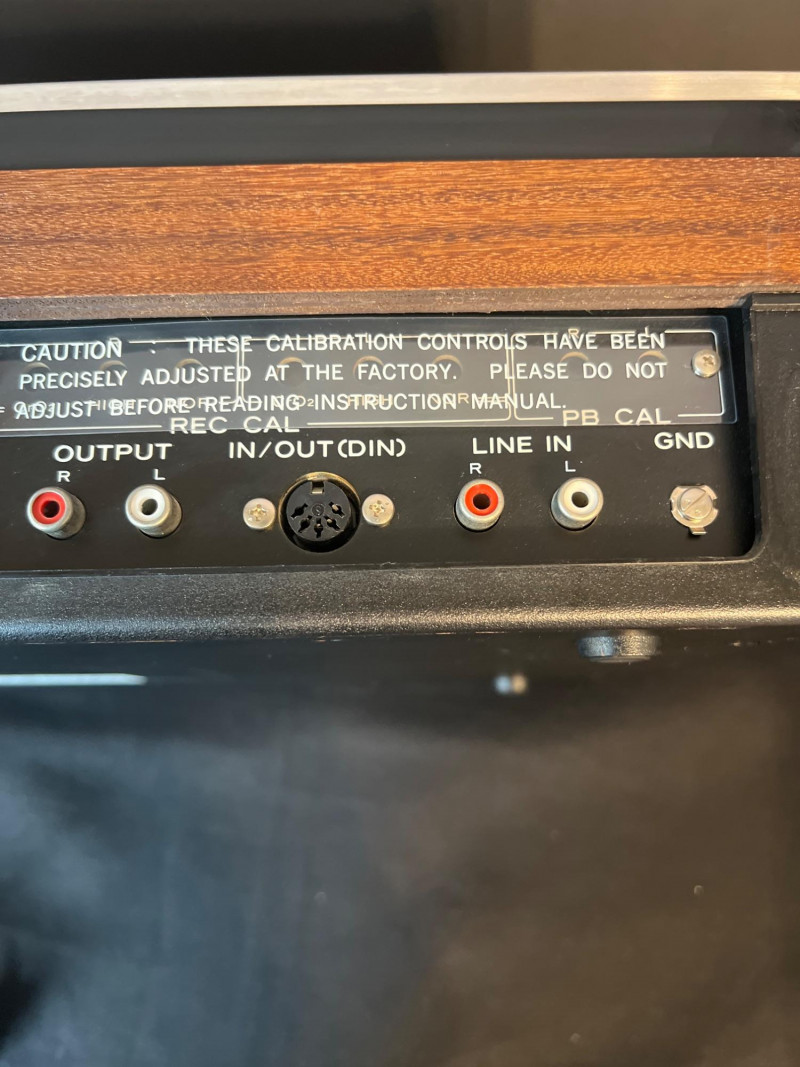 CAUTION : THESE CALIBRATION CONTROLS HAVE BEEN
PRECISELY ADJUSTED AT THE FACTORY. PLEASE DO NOT
ADJUST BEFORE READING INSTRUCTION MANUAL.
HIGH
REC CAL
PB CAL
OUTPUT
R L
IN/OUT(DIN)
LINE IN
R L
GND